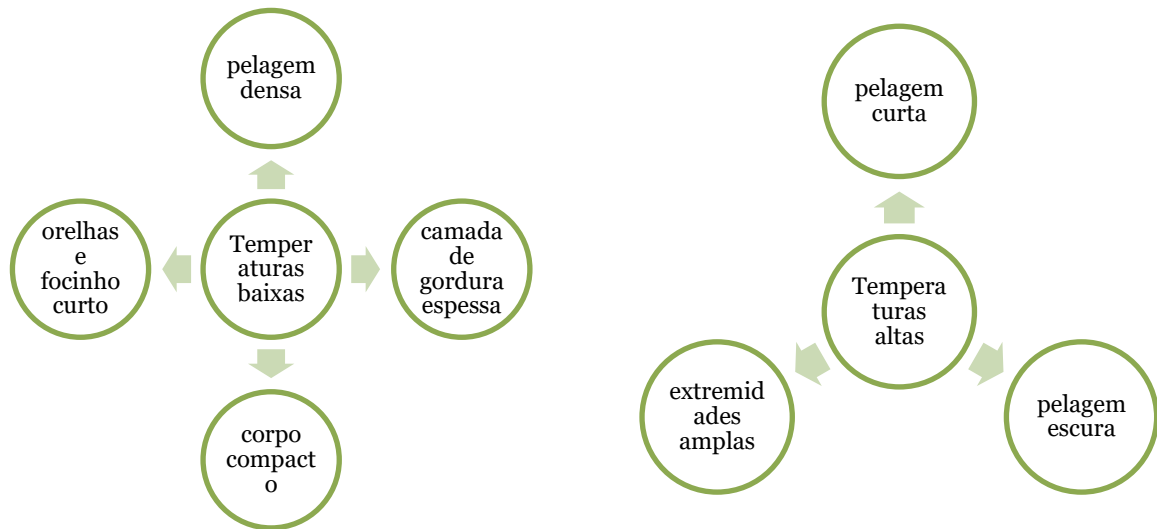 pelagem
densa
orelhas
e
focinho
curto
Temper
aturas
baixas
camada
de
gordura
espessa
corpo
compact
o
pelagem
curta
Tempera
turas
altas
extremid
ades
amplas
pelagem
escura